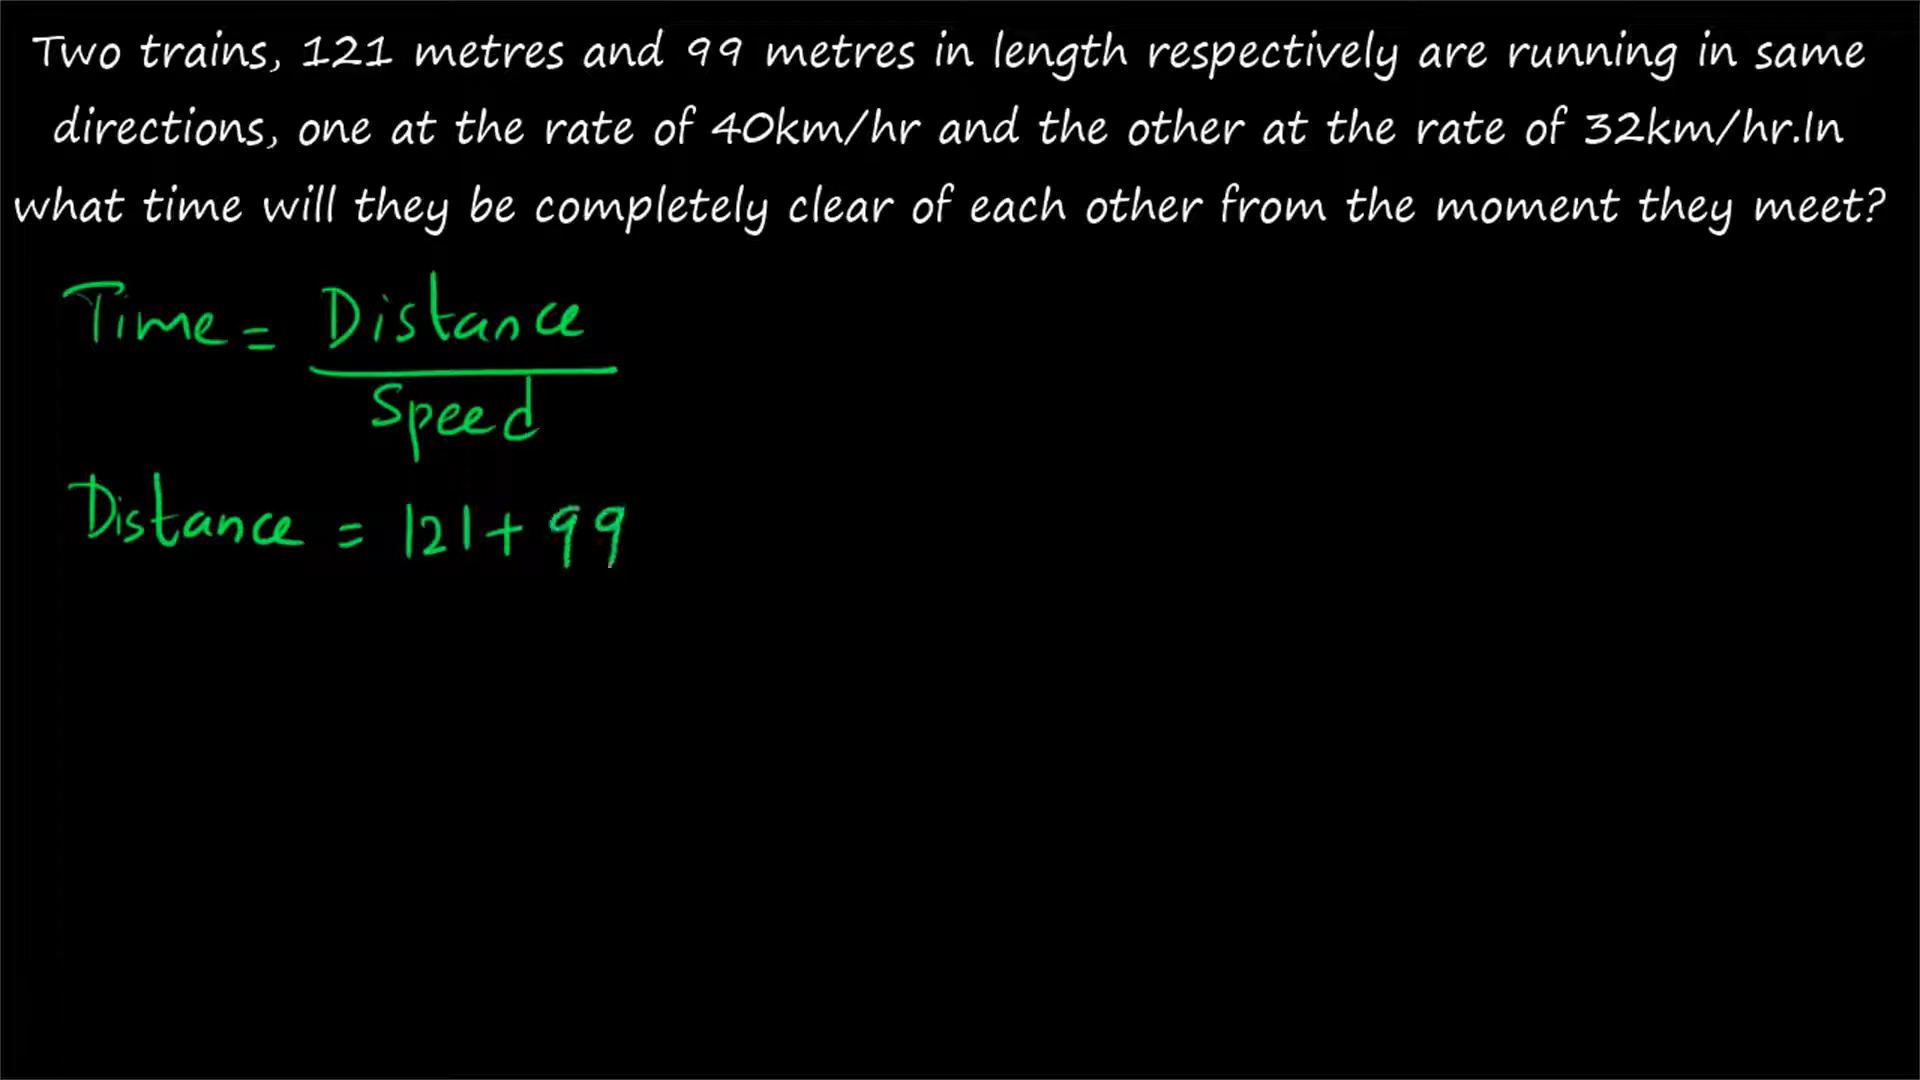 Two trains, 121 metres and 99 metres in length respectively are running in same
directions, one at the rate of 40km/hr and the other at the rate of 32km/hr.In
what time will they be completely clear of each other from the moment they meet?
Time = Distance
Speed
Distance = 121 + 99